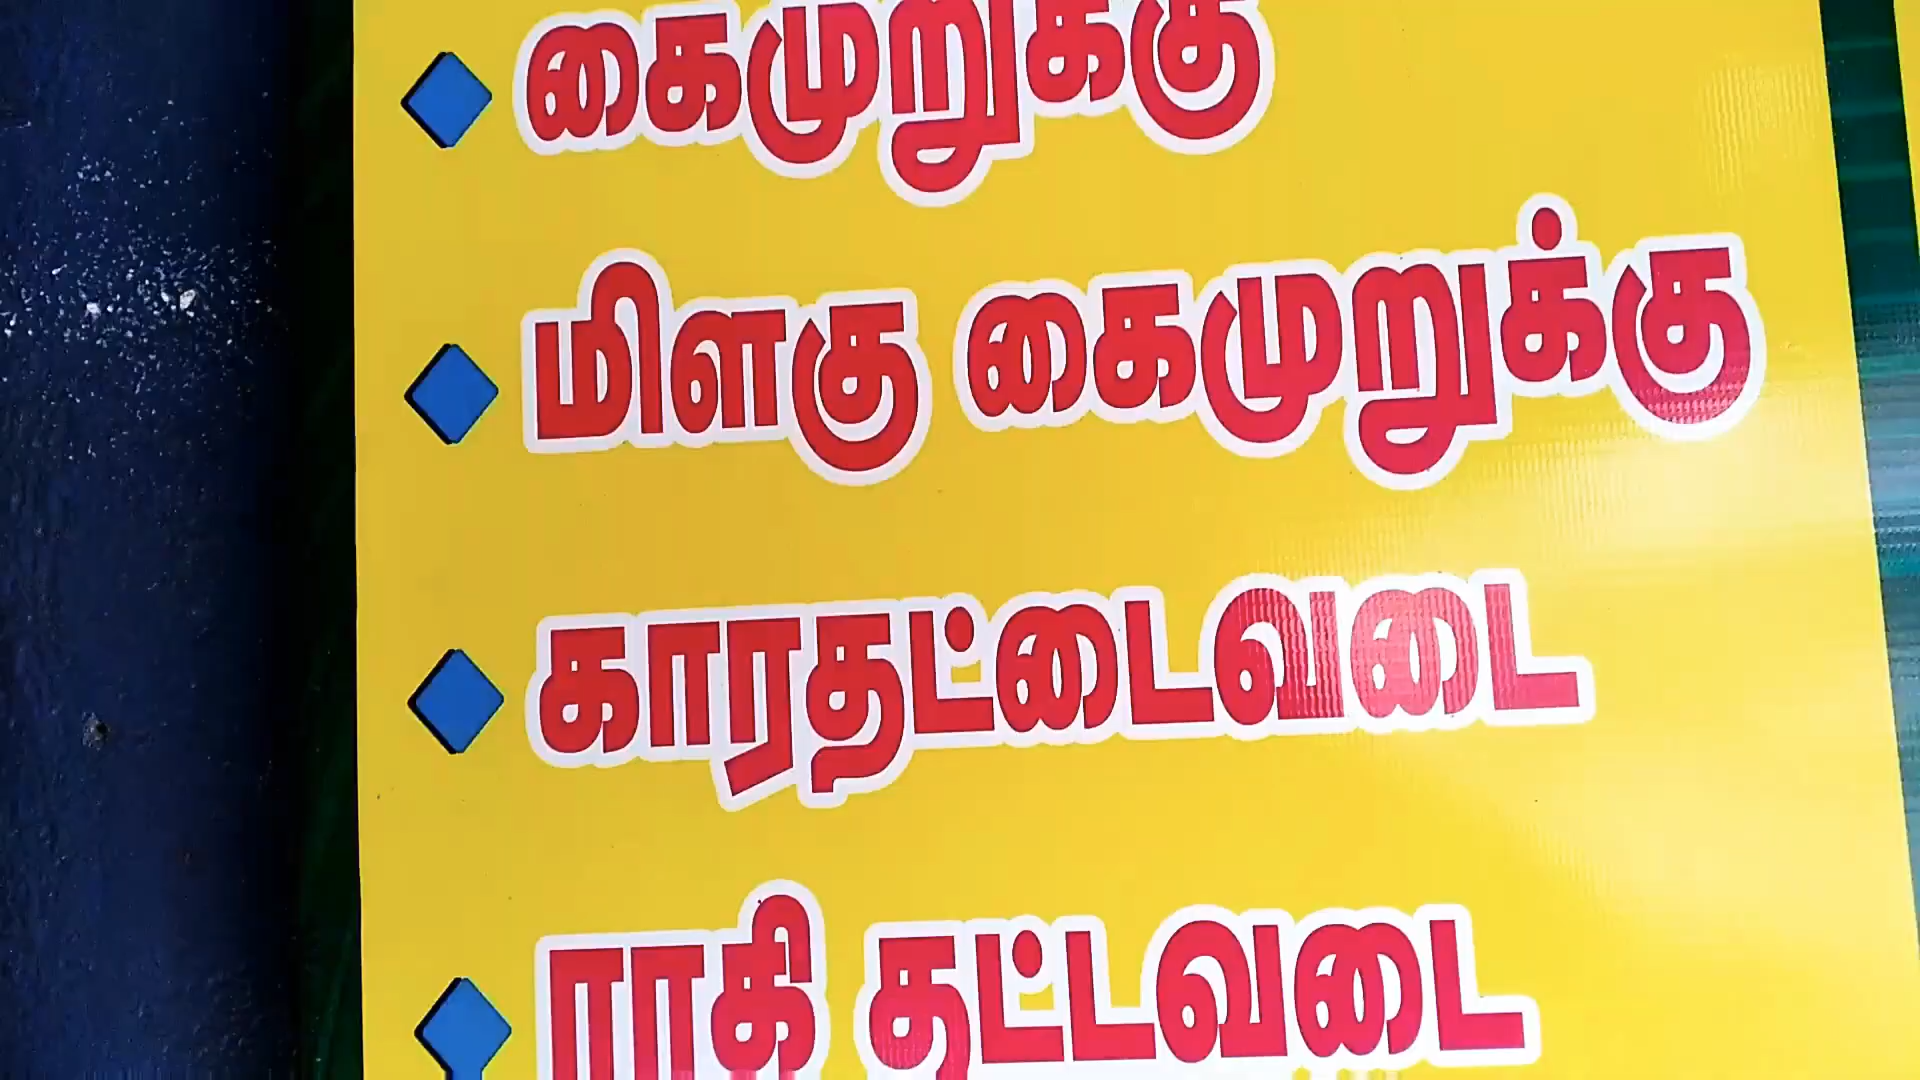 கைமுறுக்கு
மிளகு கைமுறுக்கு
காரதட்டைவடை
ராகி தட்டவடை